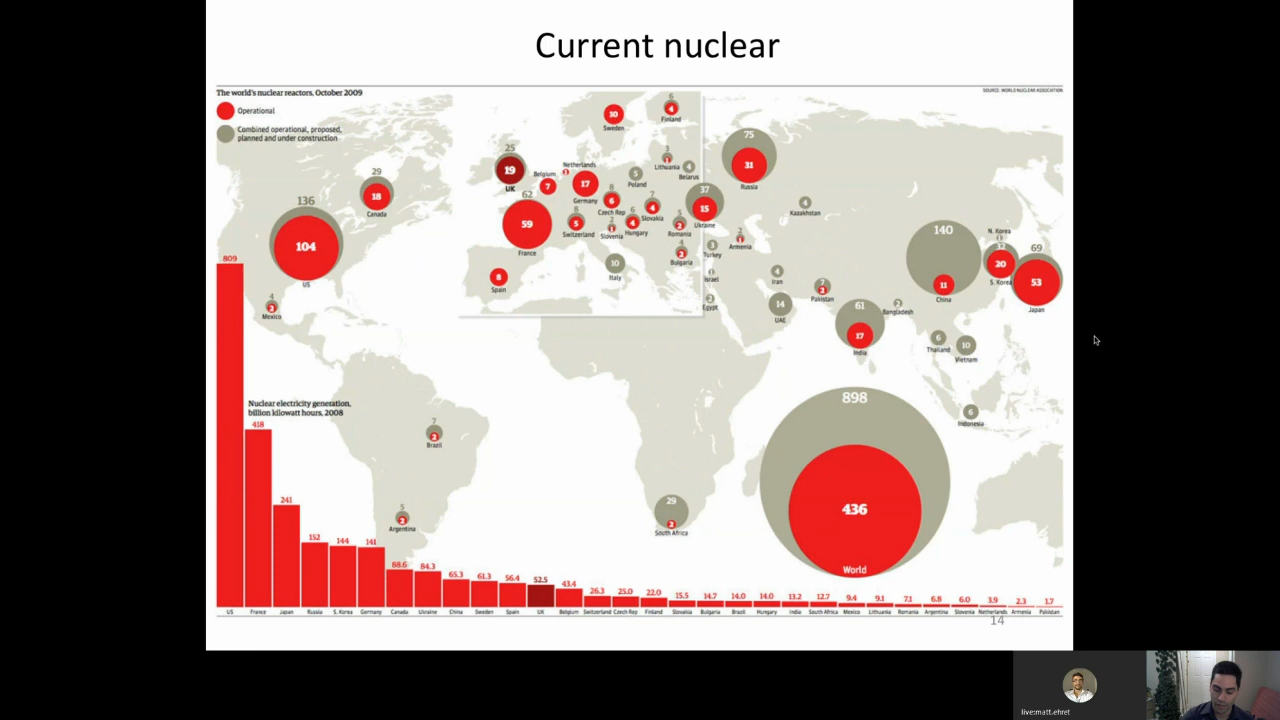 Current nuclear
The world's nuclear reactors, October 2009
SOURCE: WORLD NUCLEAR ASSOCIATION
Operational
Combined operational, proposed,
planned and under construction
136
104
US
29
18
Canada
4
Mexico
25
19
UK
Belgium
7
Netherlands
10
Sweden
6
4
Finland
3
1
Lithuania
4
Belarus
5
Poland
17
Germany
62
59
France
8
6
Czech Rep
7
4
Slovakia
5
Switzerland
2
1
Slovenia
6
4
Hungary
5
2
Romania
4
2
Bulgaria
37
15
Ukraine
8
Spain
10
Italy
75
31
Russia
4
Kazakhstan
2
1
Armenia
3
Turkey
Israel
2
Egypt
4
Iran
14
UAE
2
Pakistan
61
17
India
2
Bangladesh
140
11
China
N. Korea
20
S. Korea
69
53
Japan
6
Thailand
10
Vietnam
6
Indonesia
7
2
Brazil
5
2
Argentina
29
2
South Africa
898
436
World
Nuclear electricity generation,
billion kilowatt hours, 2008
809 418 241 152 144 141 88.6 84.3 65.3 61.3 56.4 52.5 43.4 26.3 25.0 22.0 15.5 14.7 14.0 14.0 13.2 12.7 9.4 9.1 7.1 6.8 6.0 3.9 2.3 1.7
US France Japan Russia S. Korea Germany Canada Ukraine China Sweden Spain UK Belgium Switzerland Czech Rep Finland Slovakia Bulgaria Brazil Hungary India South Africa Mexico Lithuania Romania Argentina Slovenia Netherlands Armenia Pakistan
14
live:matt.ehret